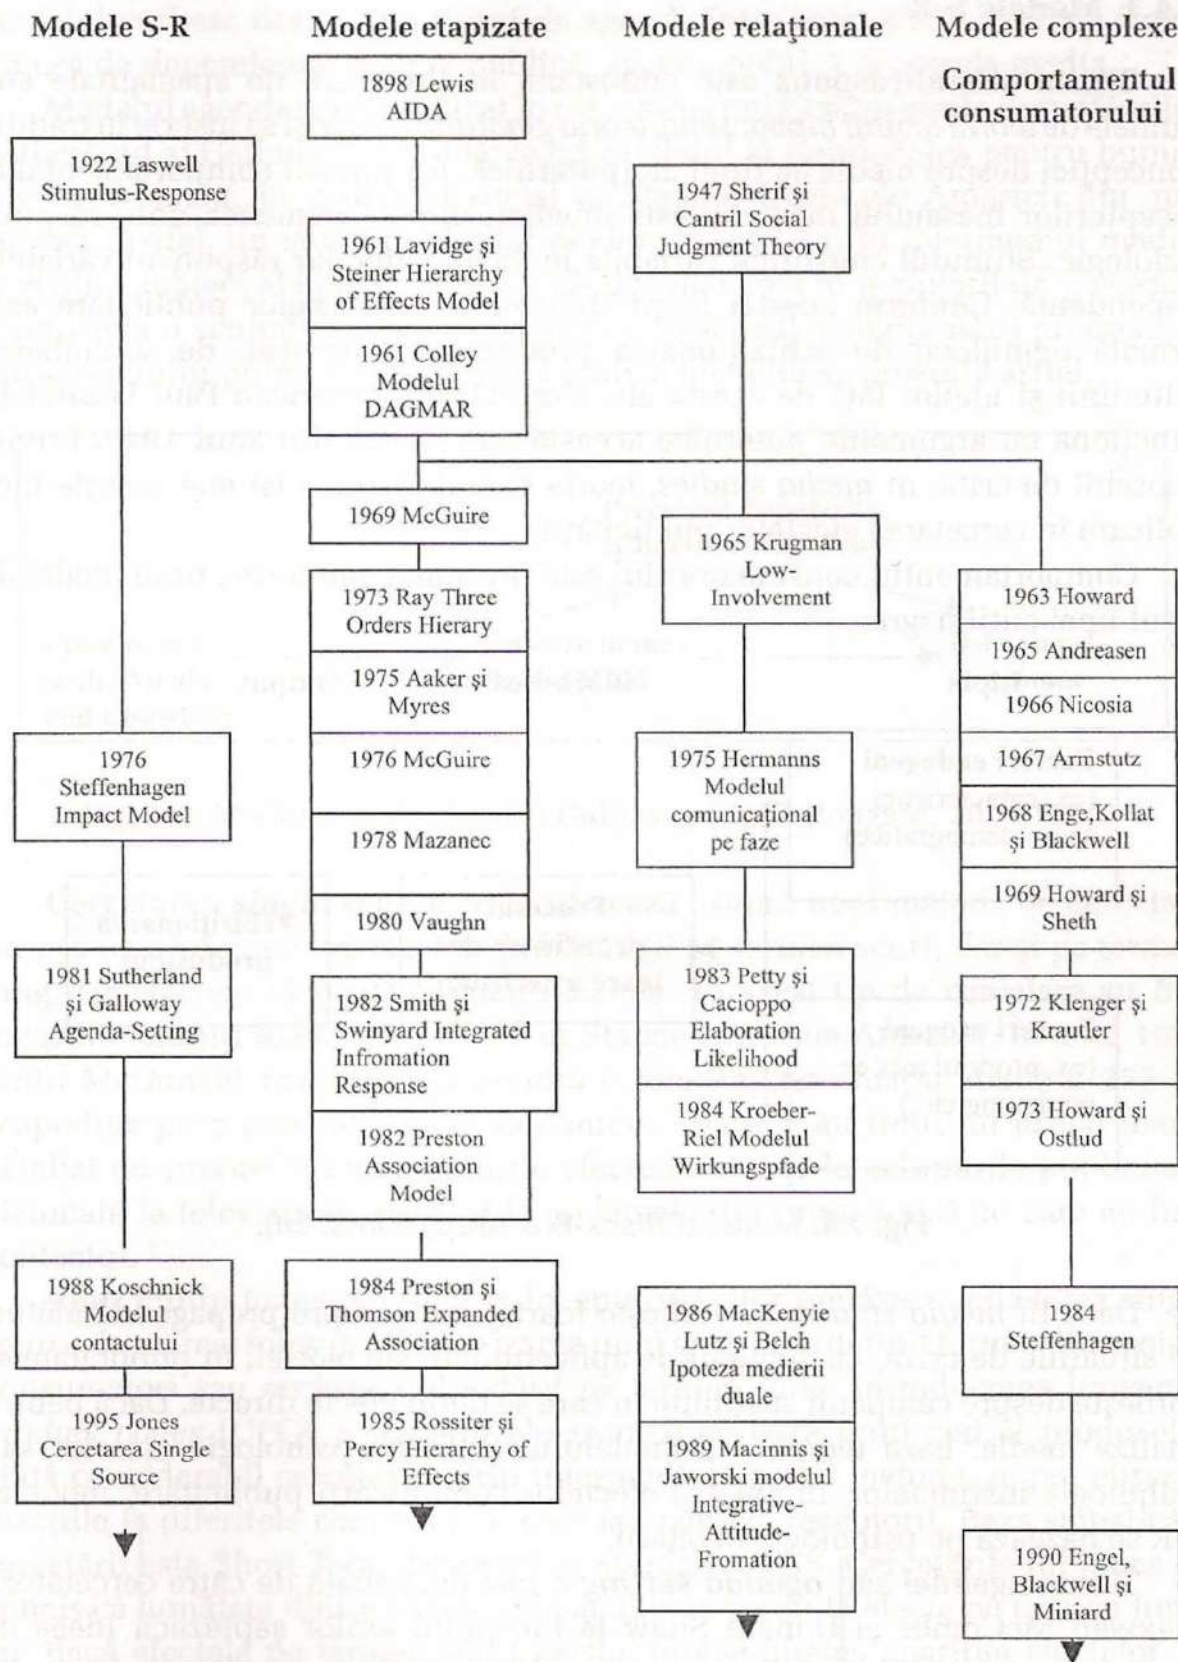 Modele S-R
1922 Laswell
Stimulus-Response
1976
Steffenhagen
Impact Model
1981 Sutherland
şi Galloway
Agenda-Setting
1988 Koschnick
Modelul
contactului
1995 Jones
Cercetarea Single
Source
Modele etapizate
1898 Lewis
AIDA
1961 Lavidge şi
Steiner Hierarchy
of Effects Model
1961 Colley
Modelul
DAGMAR
1969 McGuire
1973 Ray Three
Orders Hierary
1975 Aaker şi
Myres
1976 McGuire
1978 Mazanec
1980 Vaughn
1982 Smith şi
Swinyard Integrated
Infromation
Response
1982 Preston
Association
Model
1984 Preston şi
Thomson Expanded
Association
1985 Rossiter şi
Percy Hierarchy of
Effects
Modele relaţionale
1947 Sherif şi
Cantril Social
Judgment Theory
1965 Krugman
Low-
Involvement
1975 Hermanns
Modelul
comunicaţional
pe faze
1983 Petty şi
Cacioppo
Elaboration
Likelihood
1984 Kroeber-
Riel Modelul
Wirkungspfade
1986 MacKenyie
Lutz şi Belch
Ipoteza medierii
duale
1989 Macinnis şi
Jaworski modelul
Integrative-
Attitude-
Fromation
Modele complexe
Comportamentul
consumatorului
1963 Howard
1965 Andreasen
1966 Nicosia
1967 Armstutz
1968 Enge,Kollat
şi Blackwell
1969 Howard şi
Sheth
1972 Klenger şi
Krautler
1973 Howard şi
Ostlud
1984
Steffenhagen
1990 Engel,
Blackwell şi
Miniard